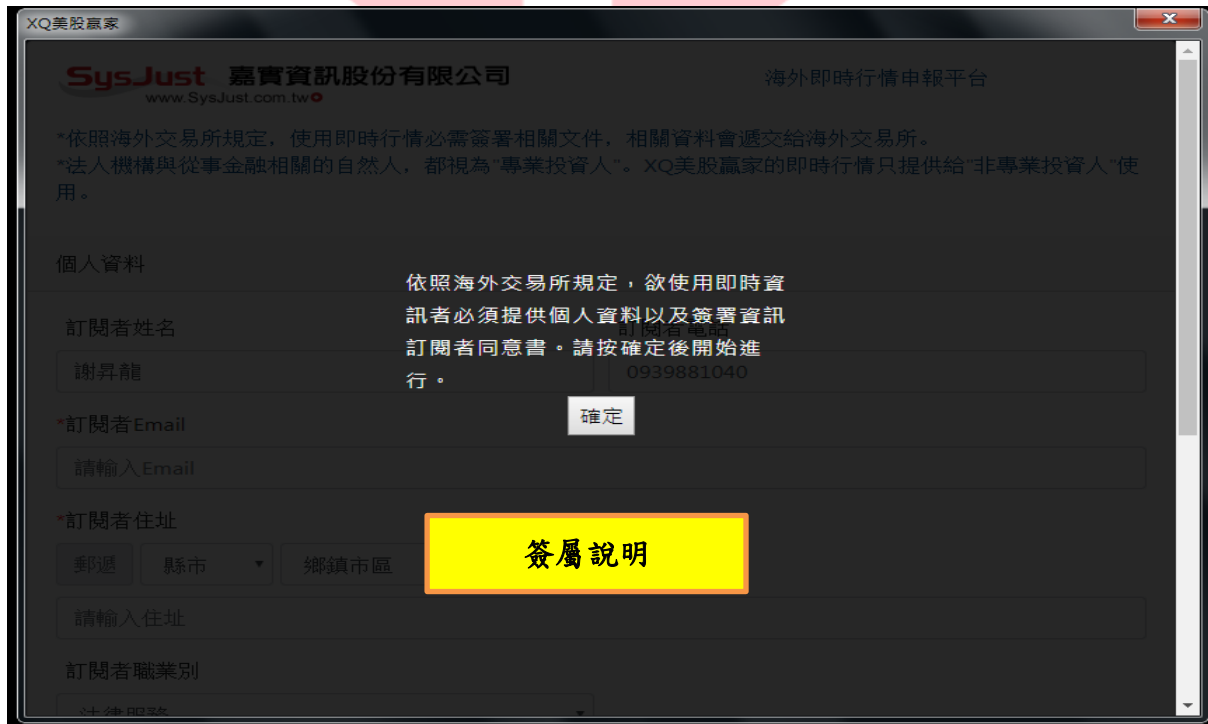 XQ美股贏家
SysJust 嘉實資訊股份有限公司
www.SysJust.com.tw
海外即時行情申報平台
*依照海外交易所規定，使用即時行情必需簽署相關文件，相關資料會遞交給海外交易所。
*法人機構與從事金融相關的自然人，都視為"專業投資人"。XQ美股贏家的即時行情只提供給"非專業投資人"使
用。
個人資料
依照海外交易所規定，欲使用即時資
訊者必須提供個人資料以及簽署資訊
訂閱者同意書。請按確定後開始進
行。
確定
訂閱者姓名
訂閱者電話
謝昇龍
0939881040
*訂閱者Email
請輸入Email
*訂閱者住址
郵遞 縣市 鄉鎮市區
簽屬說明
請輸入住址
訂閱者職業別
法律服務